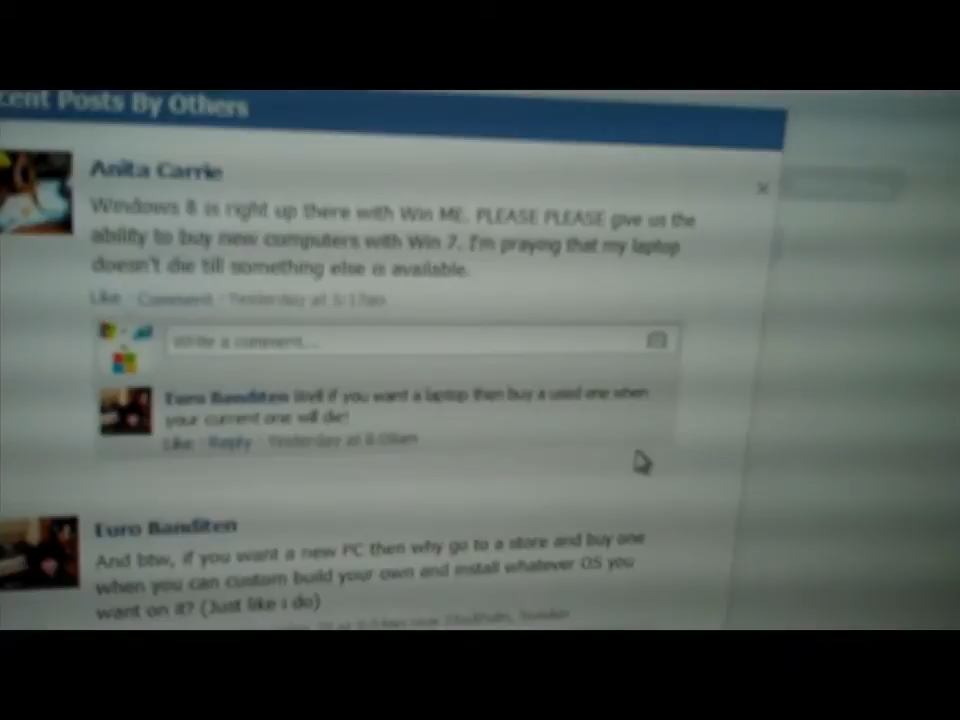 cent Posts By Others
Anita Carrie
Windows 8 is right up there with Win ME. PLEASE PLEASE give us the
ability to buy new computers with Win 7. I'm praying that my laptop
doesn't die till something else is available.
Like · Comment · Yesterday at
Write a comment...
Euro Banditen Well if you want a laptop then buy a used one when
your current one will die!
Like · Reply · Yesterday at 8:08am
Euro Banditen
And btw, if you want a new PC then why go to a store and buy one
when you can custom build your own and install whatever OS you
want on it? (Just like i do)
near Stockholm, Sweden